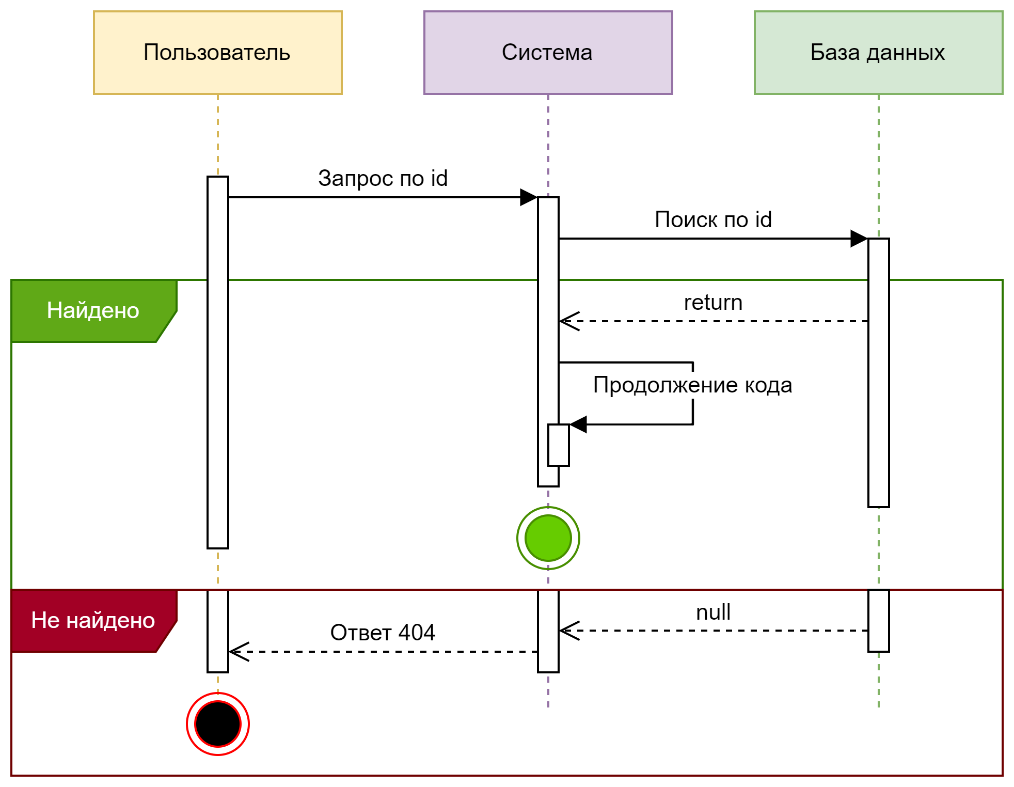 Пользователь
Система
База данных
Запрос по id
Поиск по id
Найдено
return
Продолжение кода
Не найдено
null
Ответ 404